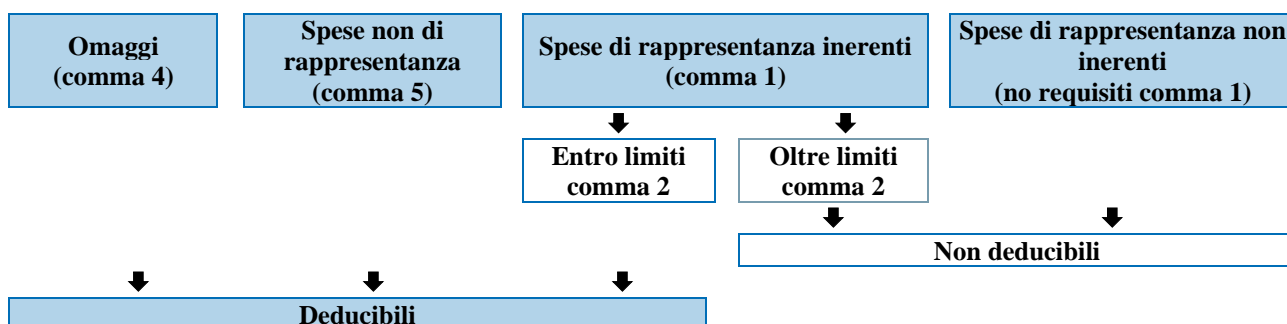 Omaggi
(comma 4)
Spese non di
rappresentanza
(comma 5)
Spese di rappresentanza inerenti
(comma 1)
Spese di rappresentanza non
inerenti
(no requisiti comma 1)
Entro limiti
comma 2
Oltre limiti
comma 2
Non deducibili
Deducibili